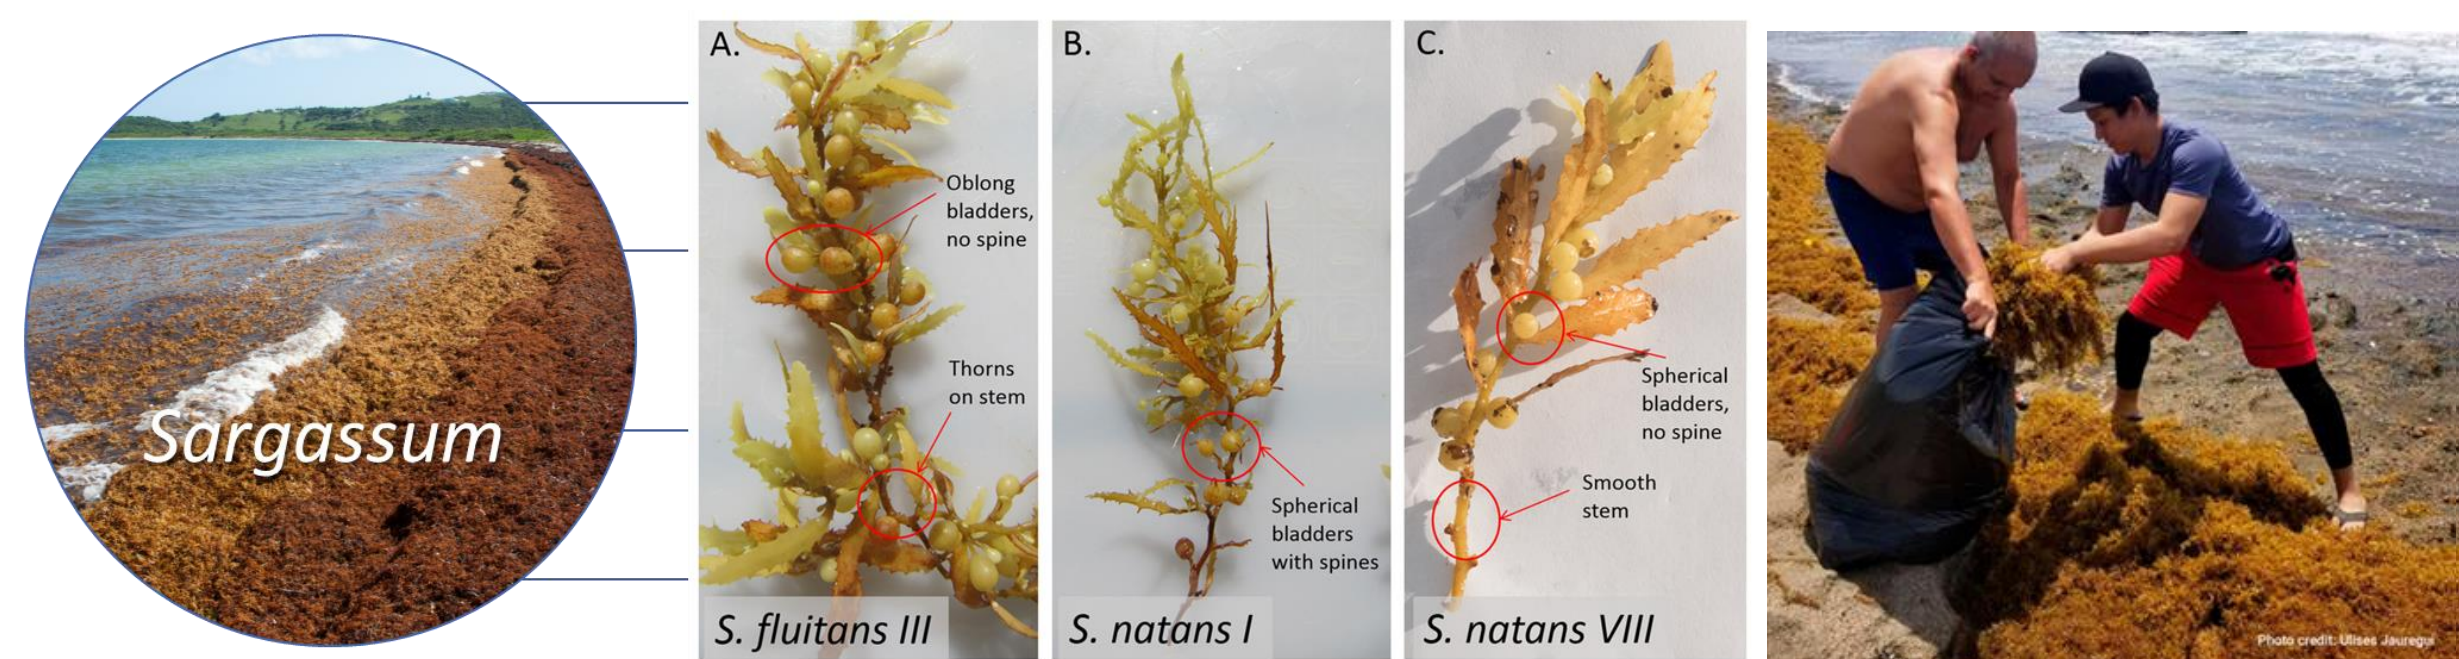 Sargassum
A.
Oblong
bladders,
no spine
Thorns
on stem
S. fluitans III
B.
Spherical
bladders
with spines
S. natans I
C.
Spherical
bladders,
no spine
Smooth
stem
S. natans VIII
Photo credit: Ulises Jauregui